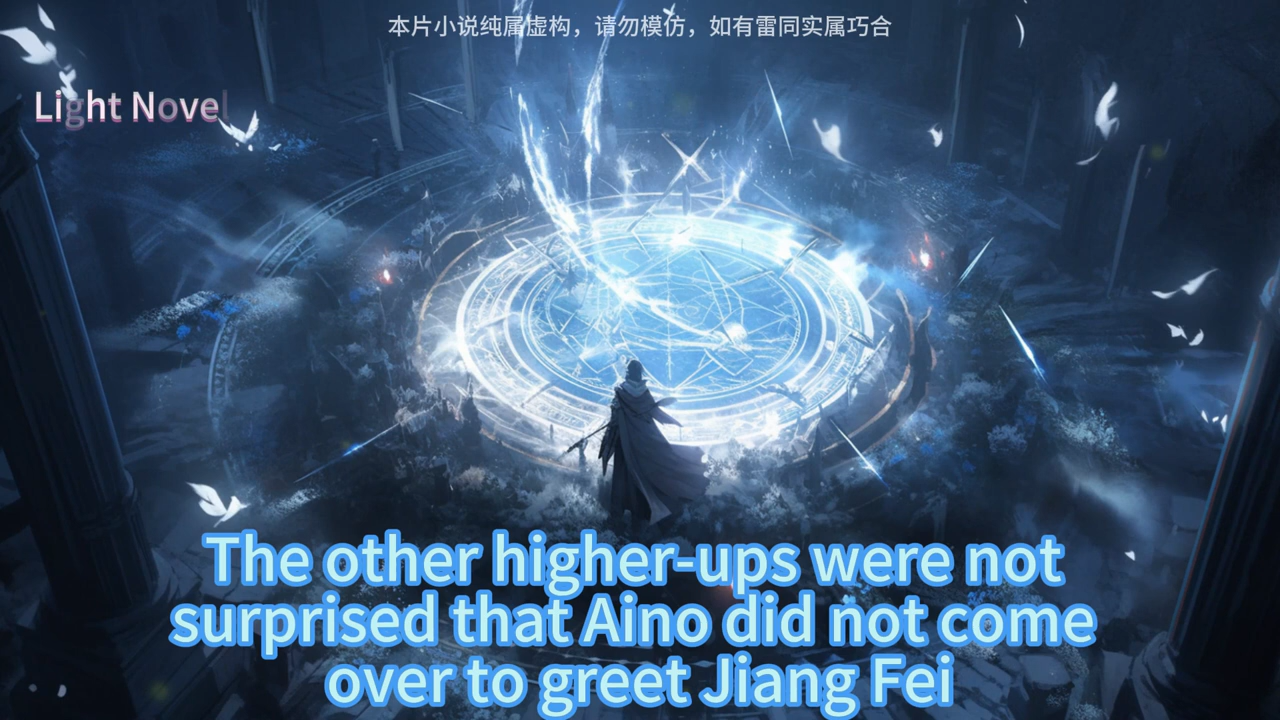 本片小说纯属虚构，请勿模仿，如有雷同实属巧合
Light Novel
The other higher-ups were not
surprised that Aino did not come
over to greet Jiang Fei